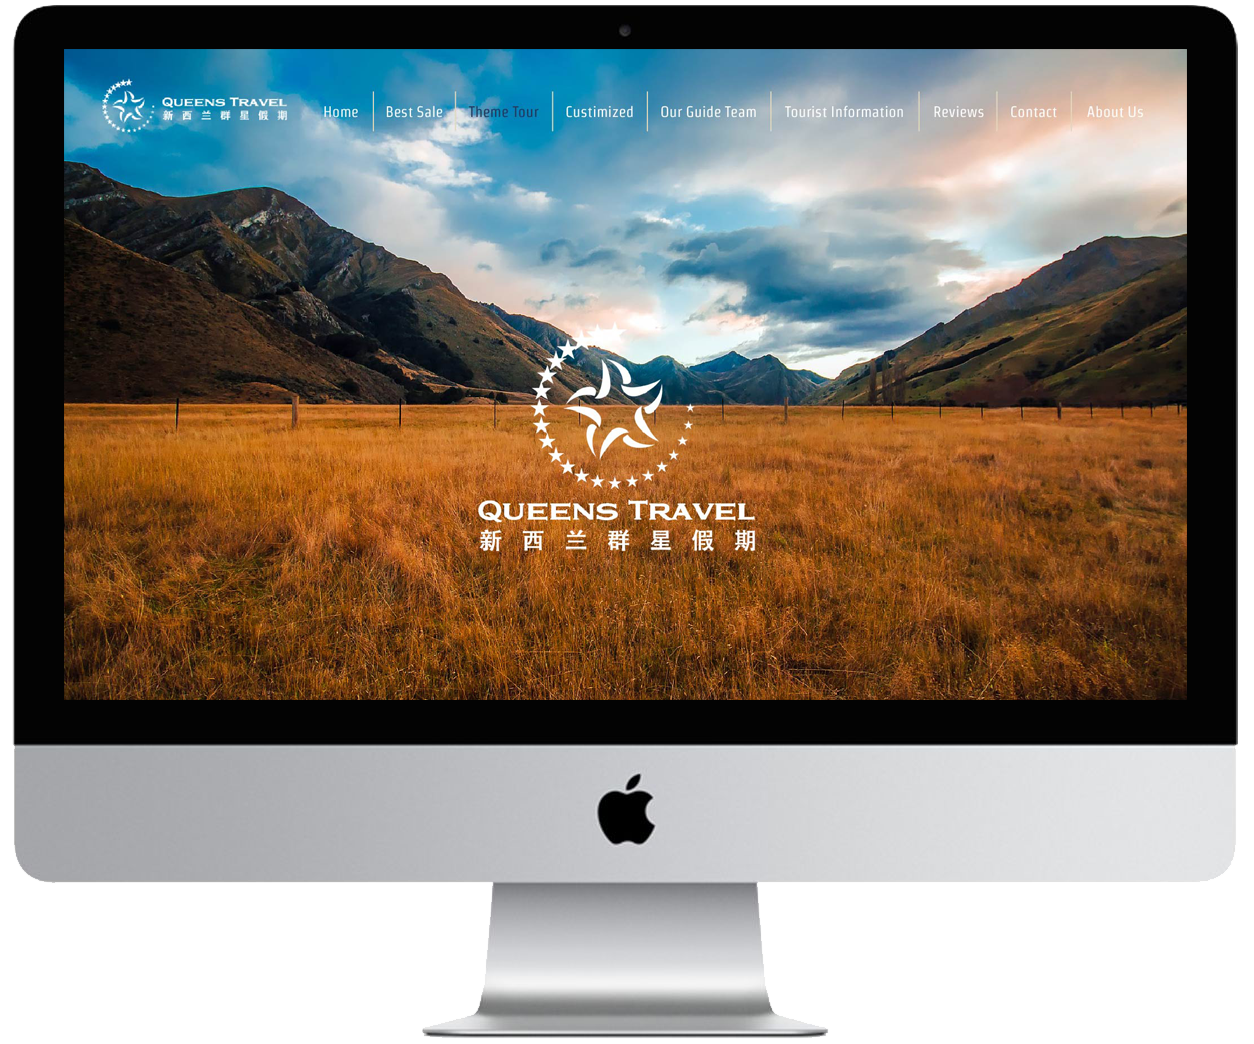 QUEENS TRAVEL
新西兰群星假期
Home Best Sale Theme Tour Custimized Our Guide Team Tourist Information Reviews Contact About Us
QUEENS TRAVEL
新西兰群星假期